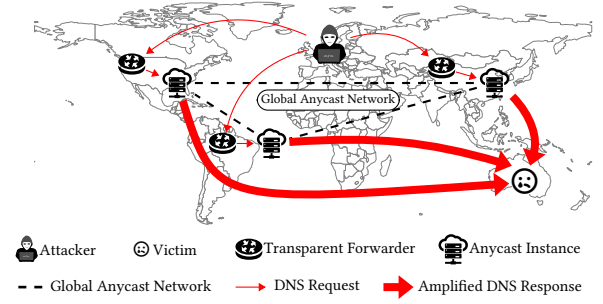 Global Anycast Network
Attacker Victim Transparent Forwarder Anycast Instance
Global Anycast Network DNS Request Amplified DNS Response